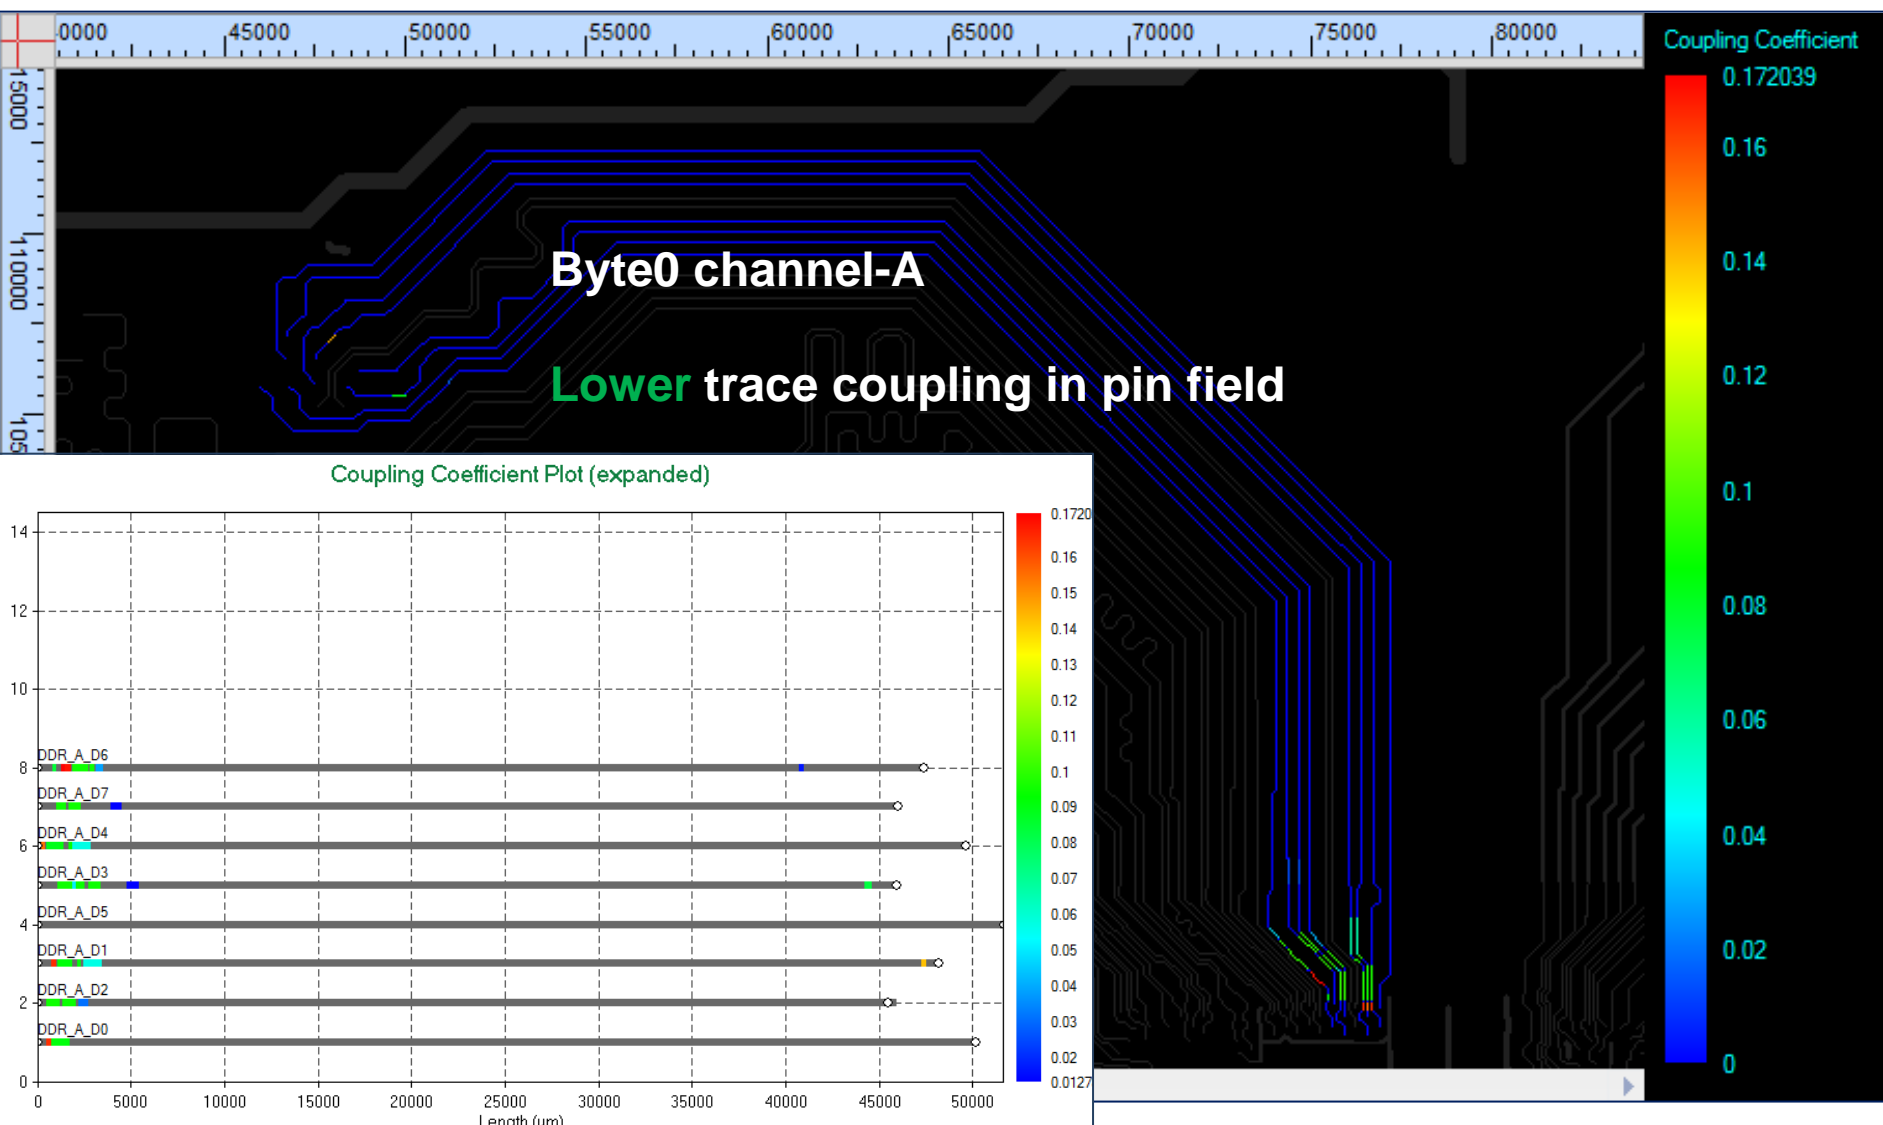 0000 45000 50000 55000 60000 65000 70000 75000 80000
Coupling Coefficient
0.172039
0.16
0.14
0.12
0.1
0.08
0.06
0.04
0.02
0
15000
110000
105
Byte0 channel-A
Lower trace coupling in pin field
Coupling Coefficient Plot (expanded)
14
12
10
8
6
4
2
0
DDR_A_D6
DDR_A_D7
DDR_A_D4
DDR_A_D3
DDR_A_D5
DDR_A_D1
DDR_A_D2
DDR_A_D0
0 5000 10000 15000 20000 25000 30000 35000 40000 45000 50000
Length (um)
0.1720
0.16
0.15
0.14
0.13
0.12
0.11
0.1
0.09
0.08
0.07
0.06
0.05
0.04
0.03
0.02
0.0127